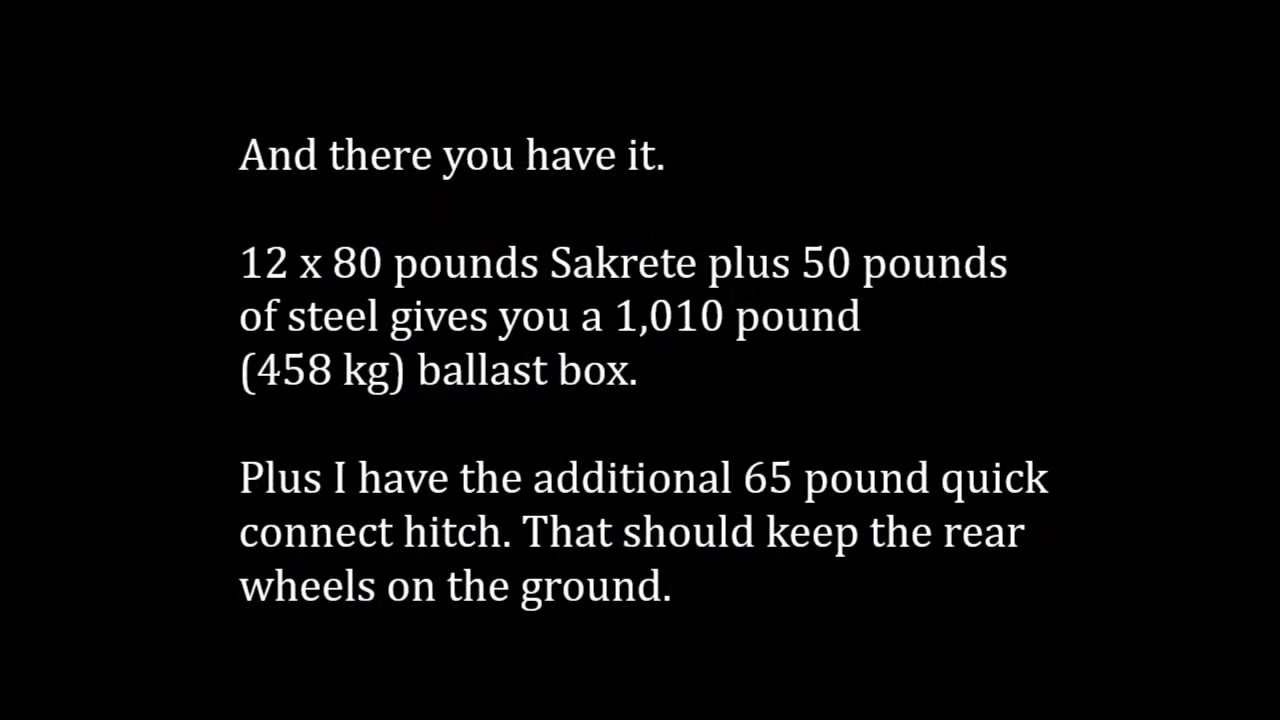 And there you have it.
12 x 80 pounds Sakrete plus 50 pounds
of steel gives you a 1,010 pound
(458 kg) ballast box.
Plus I have the additional 65 pound quick
connect hitch. That should keep the rear
wheels on the ground.